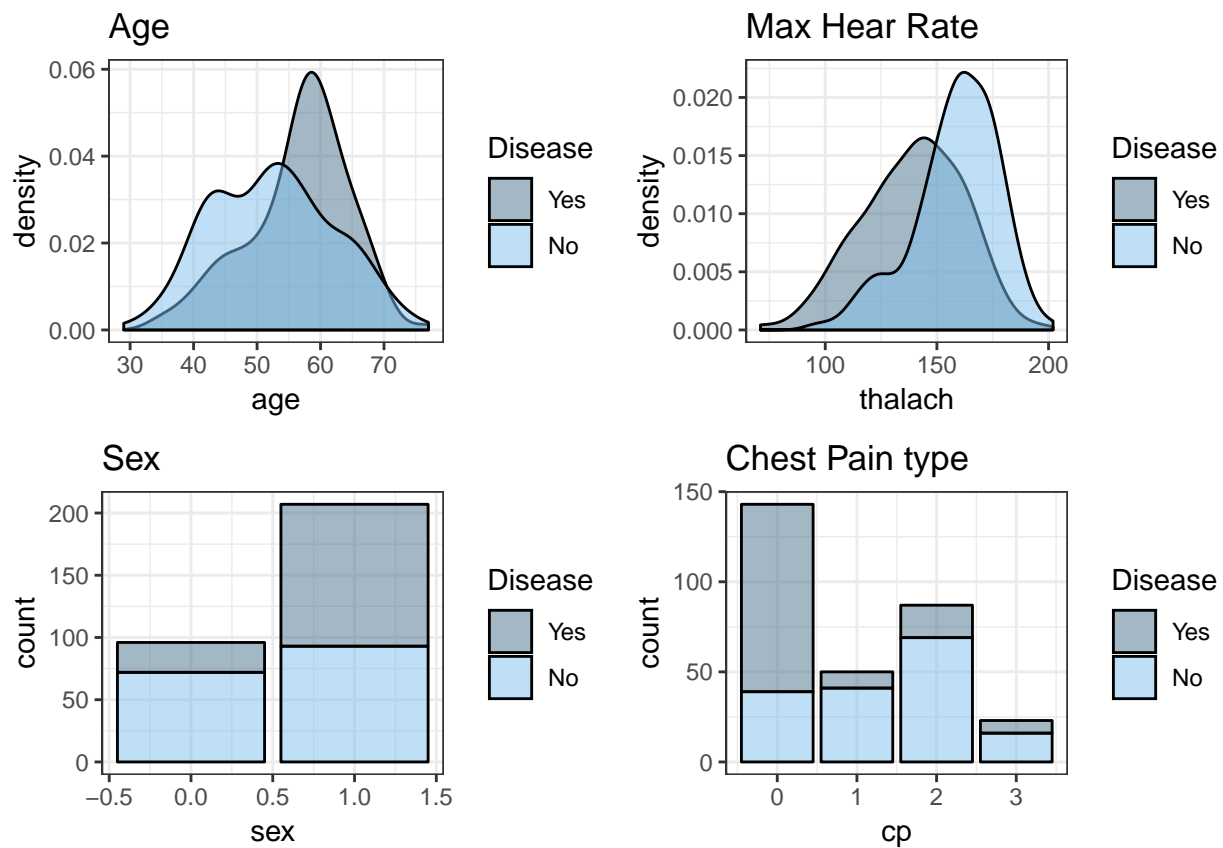 Age
density
0.06
0.04
0.02
0.00
30 40 50 60 70
age
Disease
Yes
No
Max Hear Rate
density
0.020
0.015
0.010
0.005
0.000
100 150 200
thalach
Disease
Yes
No
Sex
count
200
150
100
50
0
−0.5 0.0 0.5 1.0 1.5
sex
Disease
Yes
No
Chest Pain type
count
150
100
50
0
0 1 2 3
cp
Disease
Yes
No